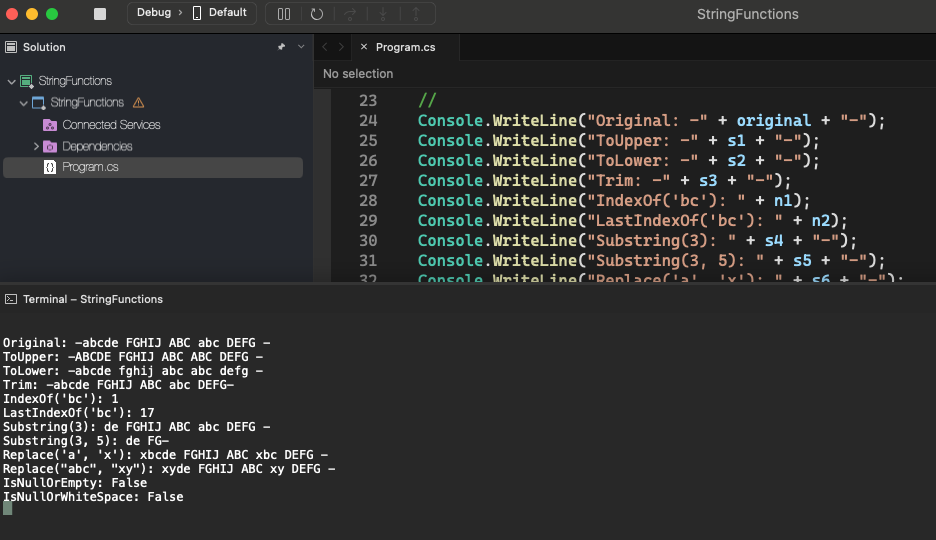 Debug › Default
StringFunctions
Solution
Program.cs
No selection
StringFunctions
StringFunctions
Connected Services
Dependencies
Program.cs
23 //
24 Console.WriteLine("Original: -" + original + "-");
25 Console.WriteLine("ToUpper: -" + s1 + "-");
26 Console.WriteLine("ToLower: -" + s2 + "-");
27 Console.WriteLine("Trim: -" + s3 + "-");
28 Console.WriteLine("IndexOf('bc'): " + n1);
29 Console.WriteLine("LastIndexOf('bc'): " + n2);
30 Console.WriteLine("Substring(3): " + s4 + "-");
31 Console.WriteLine("Substring(3, 5): " + s5 + "-");
32 Console.WriteLine("Replace('a', 'x'): " + s6 + "-");
Terminal – StringFunctions
Original: -abcde FGHIJ ABC abc DEFG -
ToUpper: -ABCDE FGHIJ ABC ABC DEFG -
ToLower: -abcde fghij abc abc defg -
Trim: -abcde FGHIJ ABC abc DEFG-
IndexOf('bc'): 1
LastIndexOf('bc'): 17
Substring(3): de FGHIJ ABC abc DEFG -
Substring(3, 5): de FG-
Replace('a', 'x'): xbcde FGHIJ ABC xbc DEFG -
Replace("abc", "xy"): xyde FGHIJ ABC xy DEFG -
IsNullOrEmpty: False
IsNullOrWhiteSpace: False